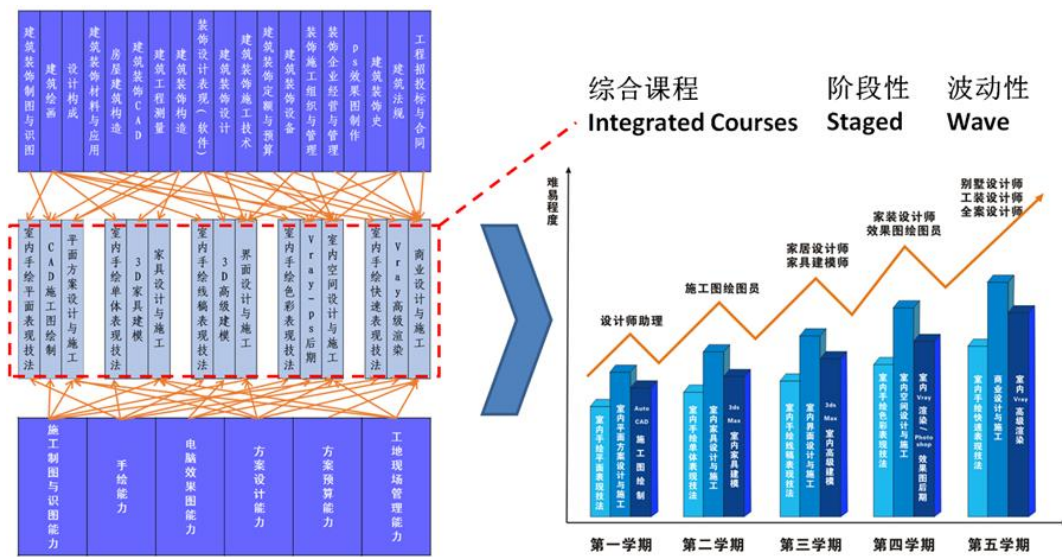 建筑装饰制图与识图
建筑绘画
设计构成
建筑装饰材料与应用
房屋建筑构造
建筑装饰CAD
建筑工程测量
建筑装饰构造
装饰设计表现(软件)
建筑装饰设计
建筑装饰施工技术
建筑装饰定额与预算
建筑装饰设备
装饰施工组织与管理
装饰企业经营与管理
ps效果图制作
建筑装饰史
建筑法规
工程招投标与合同
室内手绘平面表现技法
CAD施工图绘制
平面方案设计与施工
室内手绘单体表现技法
3D家具建模
家具设计与施工
室内手绘线稿表现技法
3D高级建模
界面设计与施工
室内手绘色彩表现技法
Vray-ps后期
室内空间设计与施工
室内手绘快速表现技法
Vray高级渲染
商业设计与施工
施工制图与识图能力
手绘能力
电脑效果图能力
方案设计能力
方案预算能力
工地现场管理能力
综合课程 阶段性 波动性
Integrated Courses Staged Wave
难易程度
设计师助理
施工图绘图员
家居设计师
家具建模师
家装设计师
效果图绘图员
别墅设计师
工装设计师
全案设计师
室内手绘平面表现技法
室内平面方案设计与施工
Auto CAD 施工图绘制
室内手绘单体表现技法
室内家具设计与施工
3ds Max 室内家具建模
室内手绘线稿表现技法
室内界面设计与施工
3ds Max 室内高级建模
室内手绘色彩表现技法
室内空间设计与施工
室内Vray渲染/Photoshop效果图后期
室内手绘快速表现技法
商业设计与施工
室内Vray高级渲染
第一学期 第二学期 第三学期 第四学期 第五学期